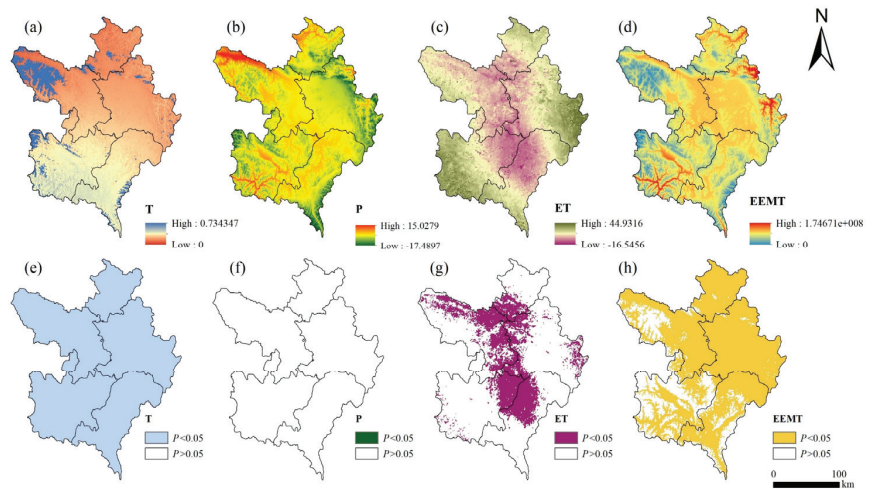 (a)
(b)
(c)
(d)
N
T
High : 0.734347
Low : 0
P
High : 15.0279
Low : -17.4897
ET
High : 44.9316
Low : -16.5456
EEMT
High : 1.74671e+008
Low : 0
(e)
(f)
(g)
(h)
T
P<0.05
P>0.05
P
P<0.05
P>0.05
ET
P<0.05
P>0.05
EEMT
P<0.05
P>0.05
0 100
km